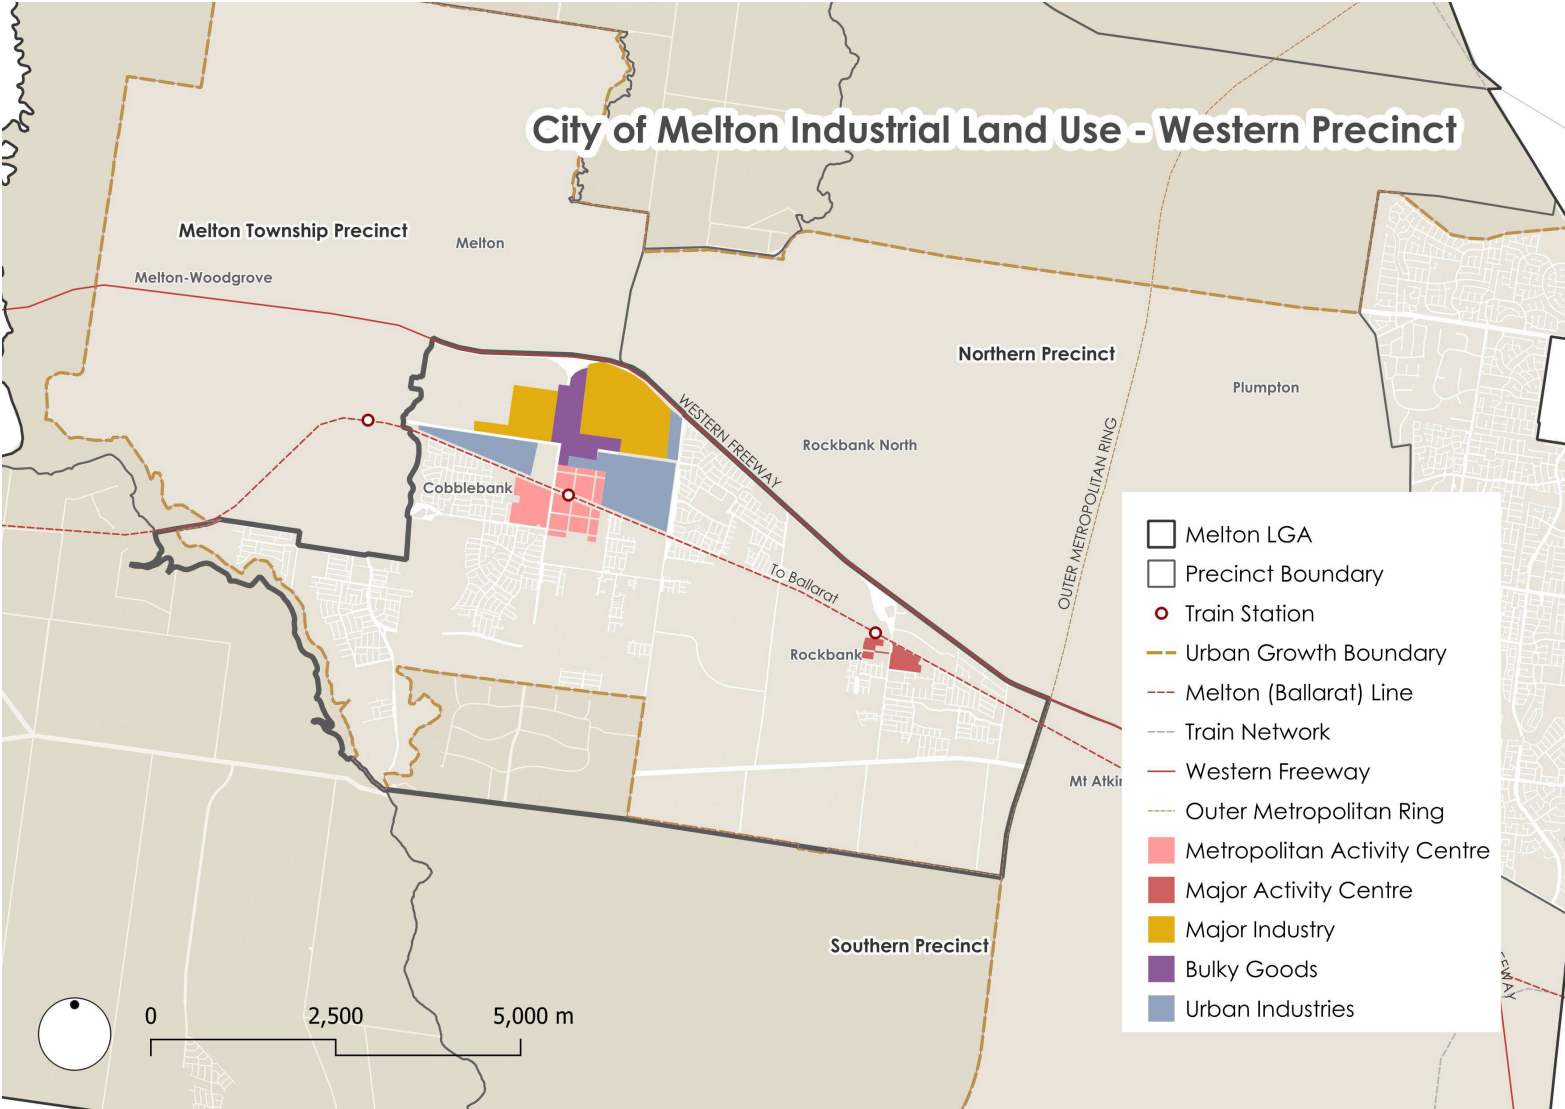 City of Melton Industrial Land Use - Western Precinct
Melton Township Precinct
Melton
Melton-Woodgrove
Northern Precinct
Plumpton
WESTERN FREEWAY
Rockbank North
OUTER METROPOLITAN RING
Cobblebank
To Ballarat
Rockbank
Mt Atkin
Southern Precinct
Melton LGA
Precinct Boundary
Train Station
Urban Growth Boundary
Melton (Ballarat) Line
Train Network
Western Freeway
Outer Metropolitan Ring
Metropolitan Activity Centre
Major Activity Centre
Major Industry
Bulky Goods
Urban Industries
0 2,500 5,000 m